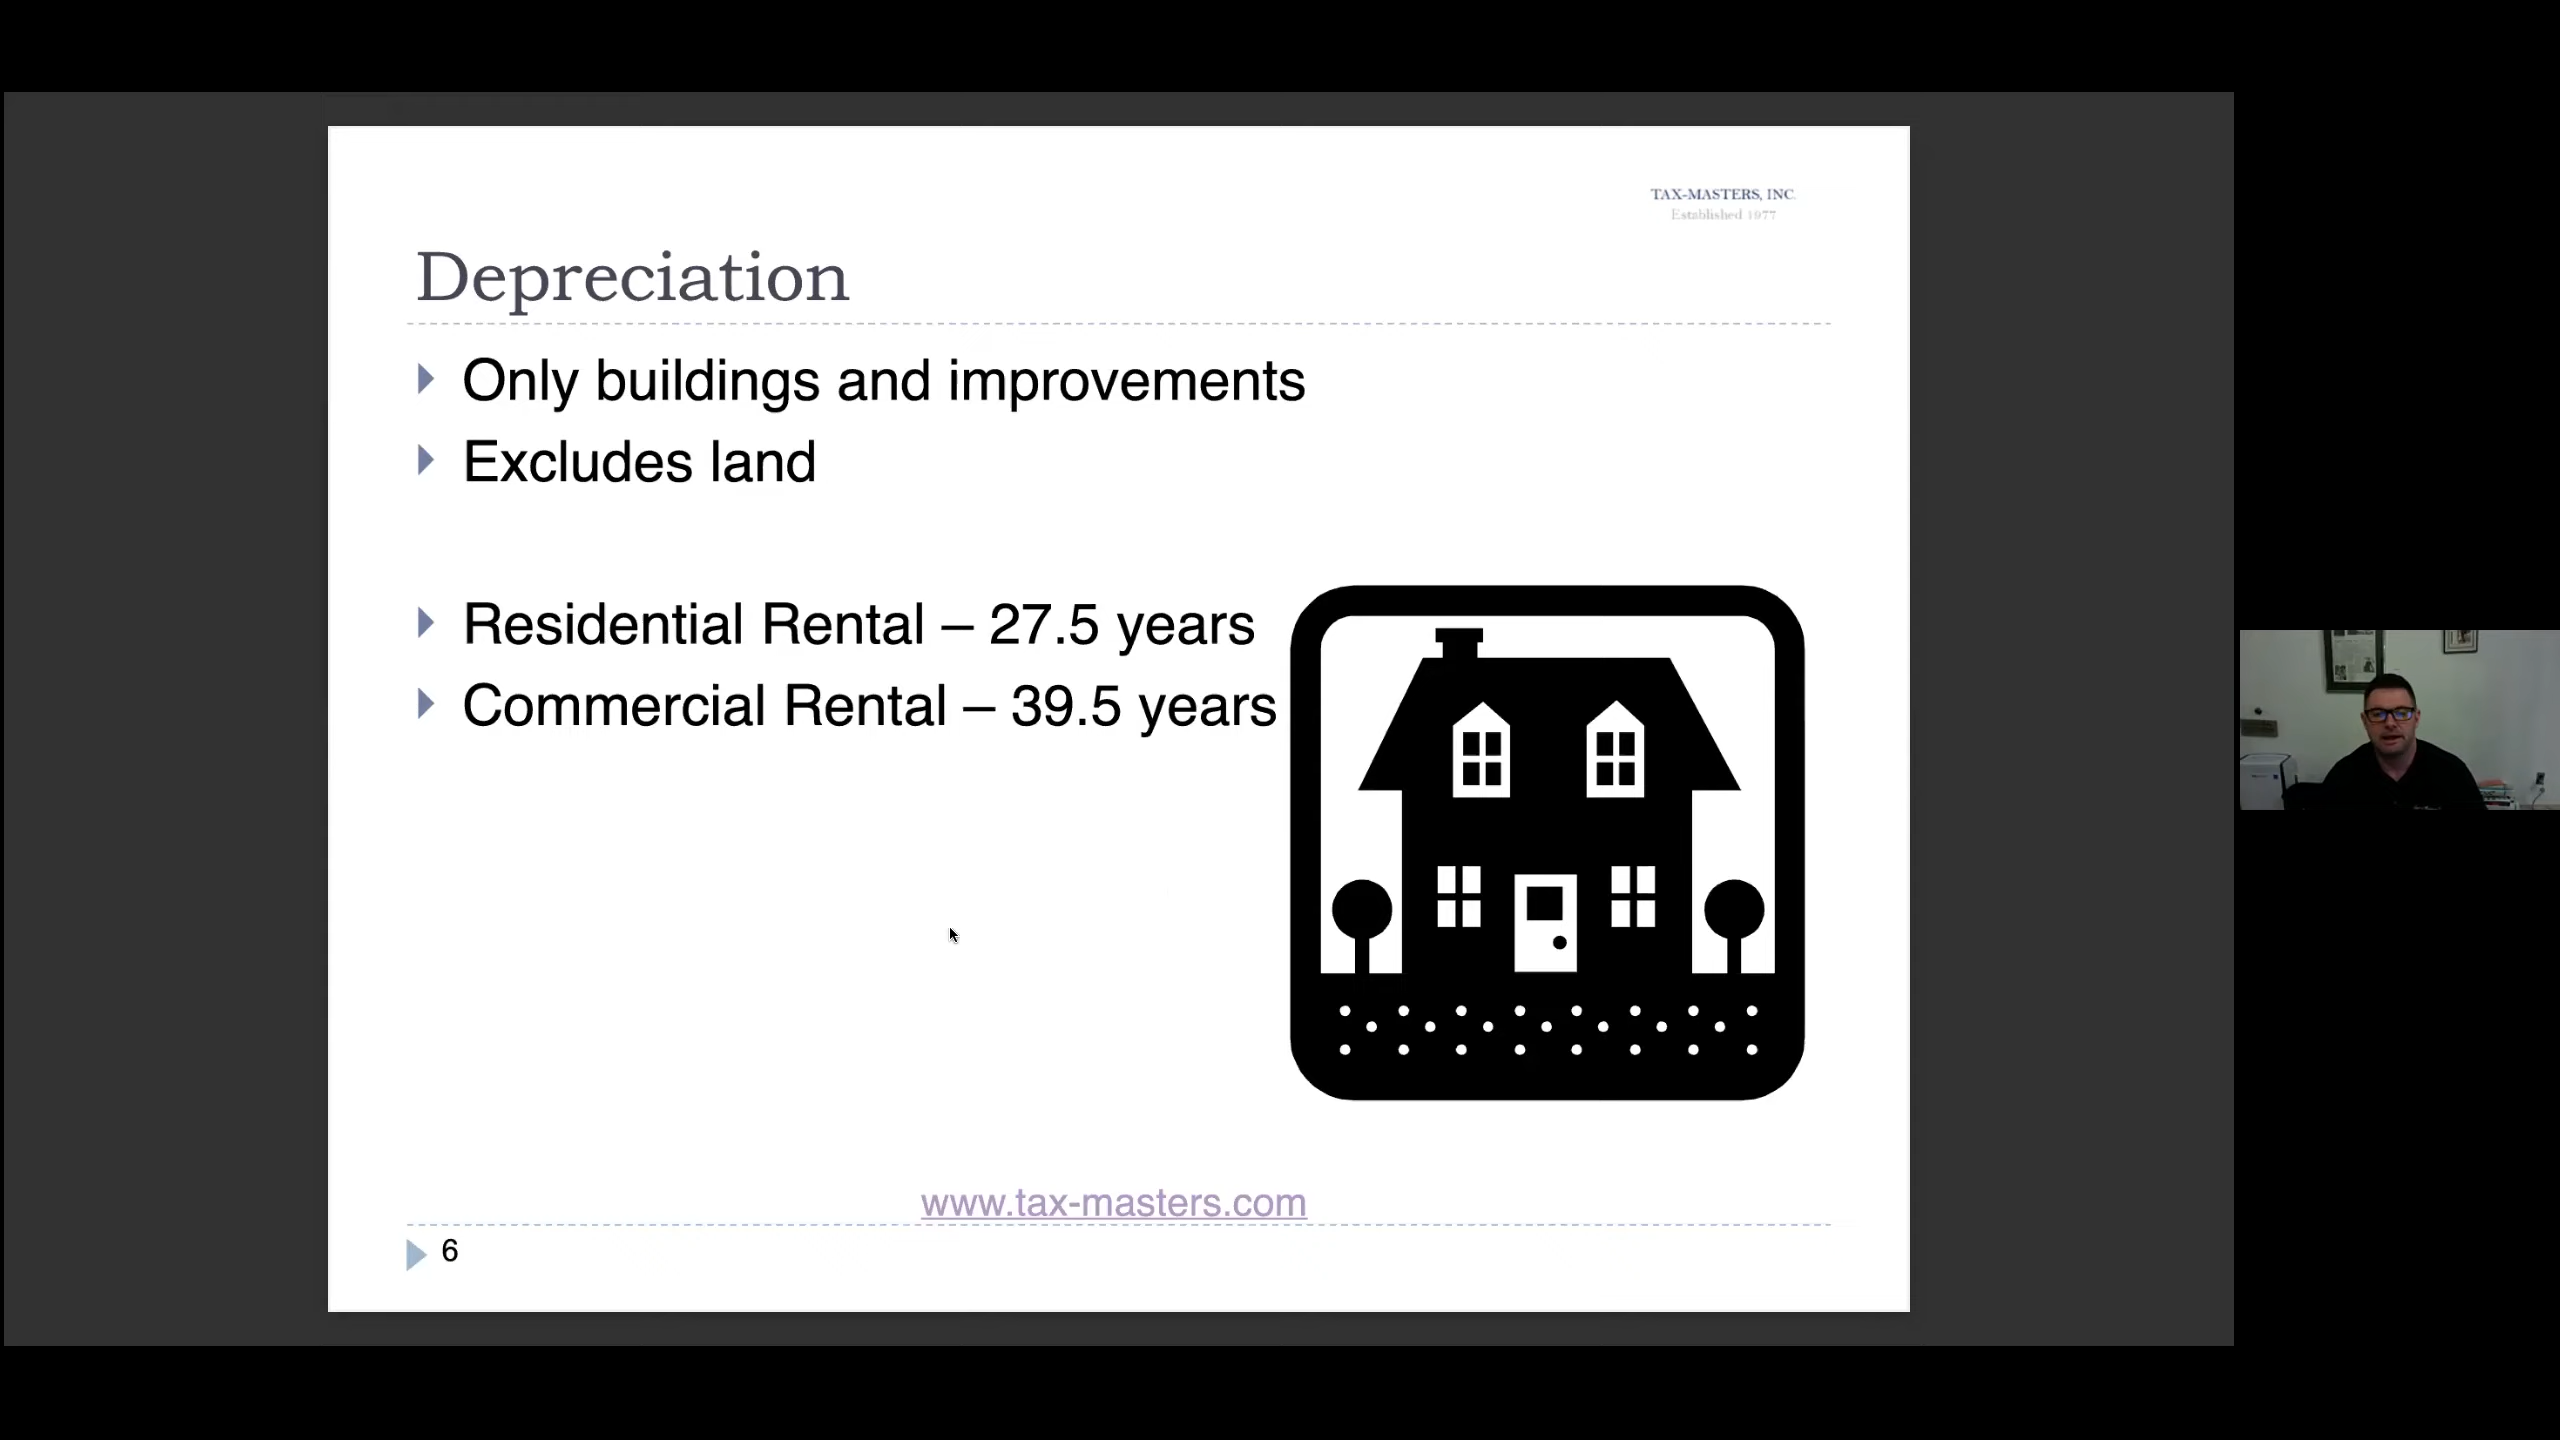 TAX-MASTERS, INC.
Established 1977
Depreciation
Only buildings and improvements
Excludes land
Residential Rental – 27.5 years
Commercial Rental – 39.5 years
www.tax-masters.com
6